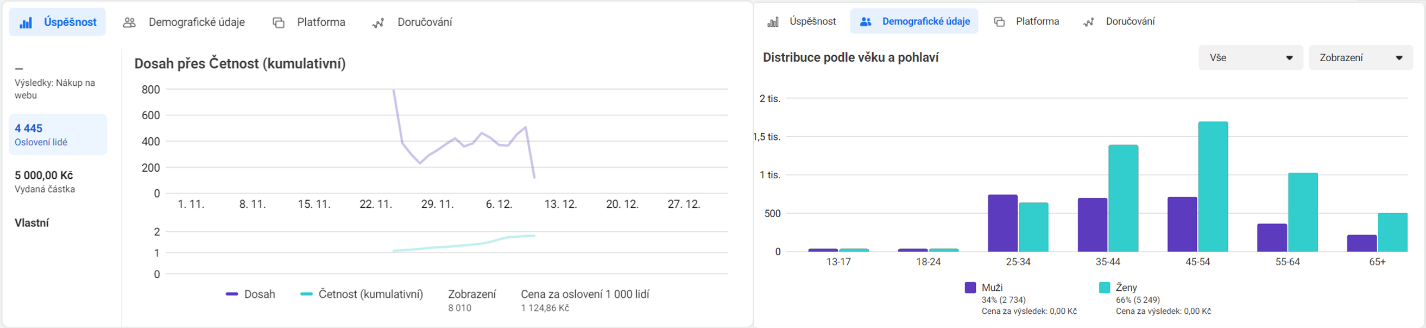 Úspěšnost
Demografické údaje
Platforma
Doručování
—
Výsledky: Nákup na
webu
4 445
Oslovení lidé
5 000,00 Kč
Vydaná částka
Vlastní
Dosah přes Četnost (kumulativní)
800
600
400
200
0
1. 11.
8. 11.
15. 11.
22. 11.
29. 11.
6. 12.
13. 12.
20. 12.
27. 12.
2
1
0
Dosah
Četnost (kumulativní)
Zobrazení
8 010
Cena za oslovení 1 000 lidí
1 124,86 Kč
Úspěšnost
Demografické údaje
Platforma
Doručování
Distribuce podle věku a pohlaví
Vše
Zobrazení
2 tis.
1,5 tis.
1 tis.
500
0
13-17
18-24
25-34
35-44
45-54
55-64
65+
Muži
34% (2 734)
Cena za výsledek: 0,00 Kč
Ženy
66% (5 249)
Cena za výsledek: 0,00 Kč